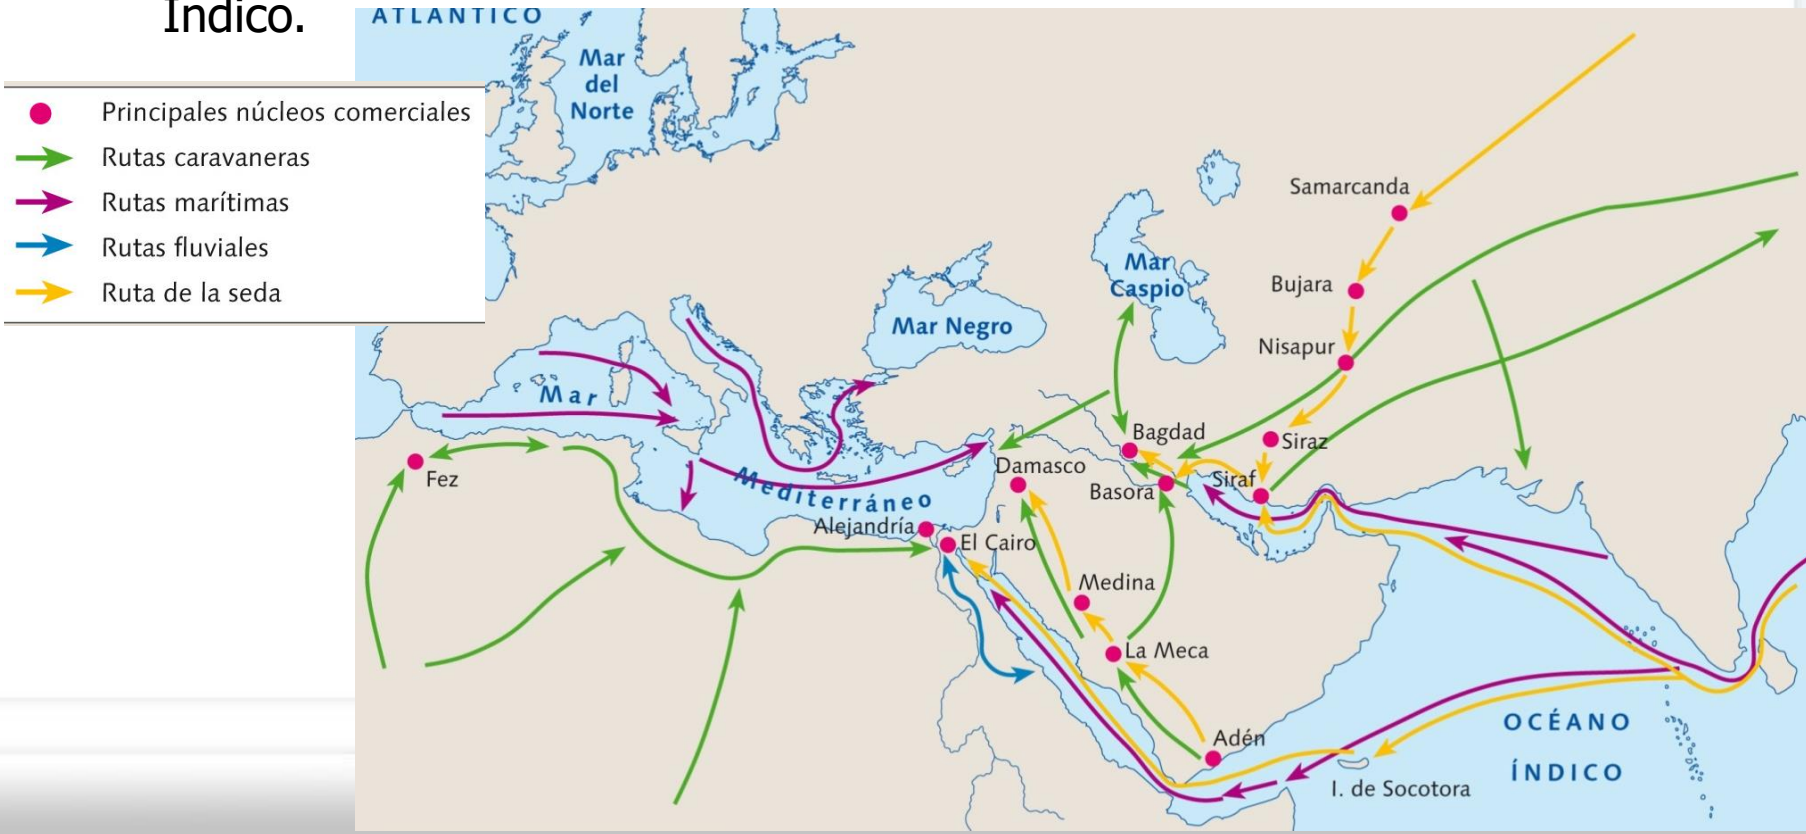 Índico.
ATLÁNTICO
Mar
del
Norte
Principales núcleos comerciales
Rutas caravaneras
Rutas marítimas
Rutas fluviales
Ruta de la seda
Samarcanda
Mar
Caspio
Bujara
Mar Negro
Nisapur
Mar
Mediterráneo
Bagdad
Siraz
Fez
Damasco
Basora
Siraf
Alejandría
El Cairo
Medina
La Meca
Adén
OCÉANO
ÍNDICO
I. de Socotora